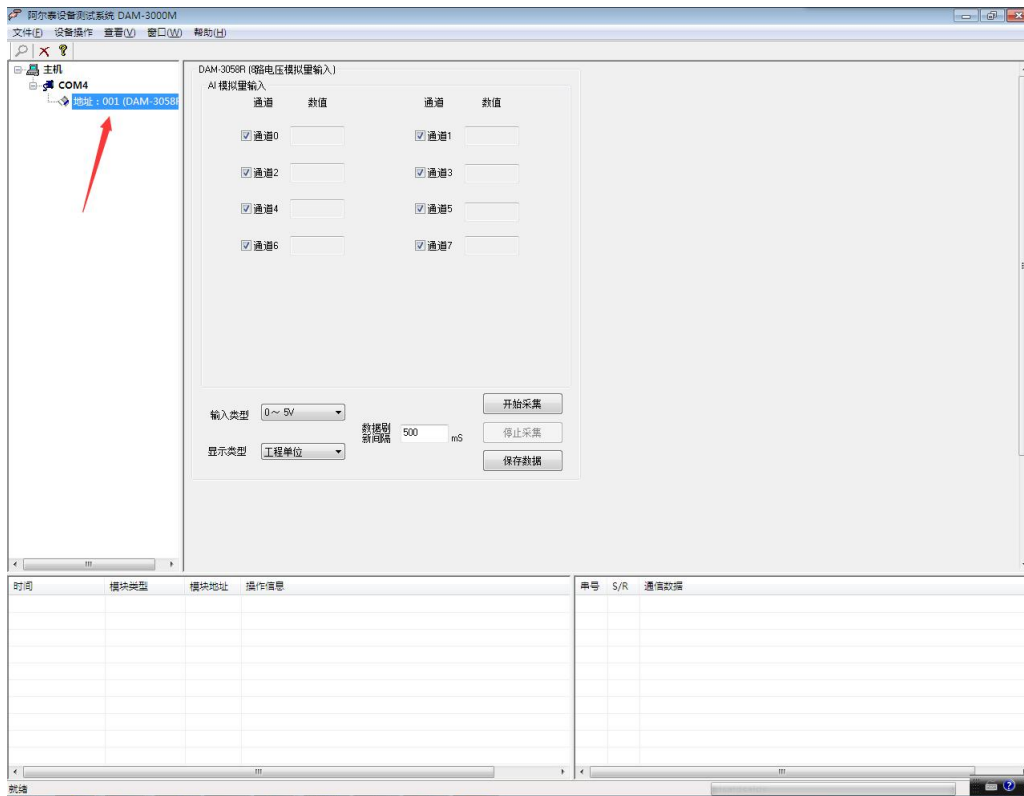 阿尔泰设备测试系统 DAM-3000M
文件(F) 设备操作 查看(V) 窗口(W) 帮助(H)
主机
COM4
地址：001 (DAM-3058R
DAM-3058R (8路电压模拟量输入)
AI 模拟量输入
通道 数值 通道 数值
通道0 通道1
通道2 通道3
通道4 通道5
通道6 通道7
输入类型 0～5V
数据刷新间隔 500 mS
显示类型 工程单位
开始采集
停止采集
保存数据
时间 模块类型 模块地址 操作信息
串号 S/R 通信数据
就绪